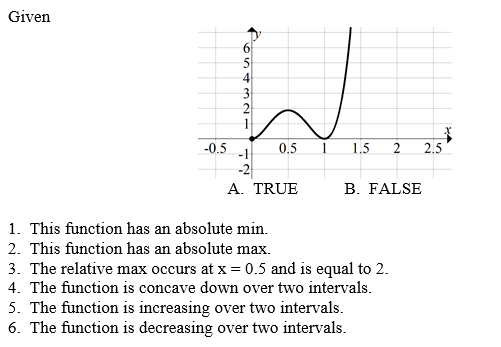 Given
y
6
5
4
3
2
1
x
-0.5 0.5 1 1.5 2 2.5
-1
-2
A. TRUE B. FALSE
1. This function has an absolute min.
2. This function has an absolute max.
3. The relative max occurs at x = 0.5 and is equal to 2.
4. The function is concave down over two intervals.
5. The function is increasing over two intervals.
6. The function is decreasing over two intervals.